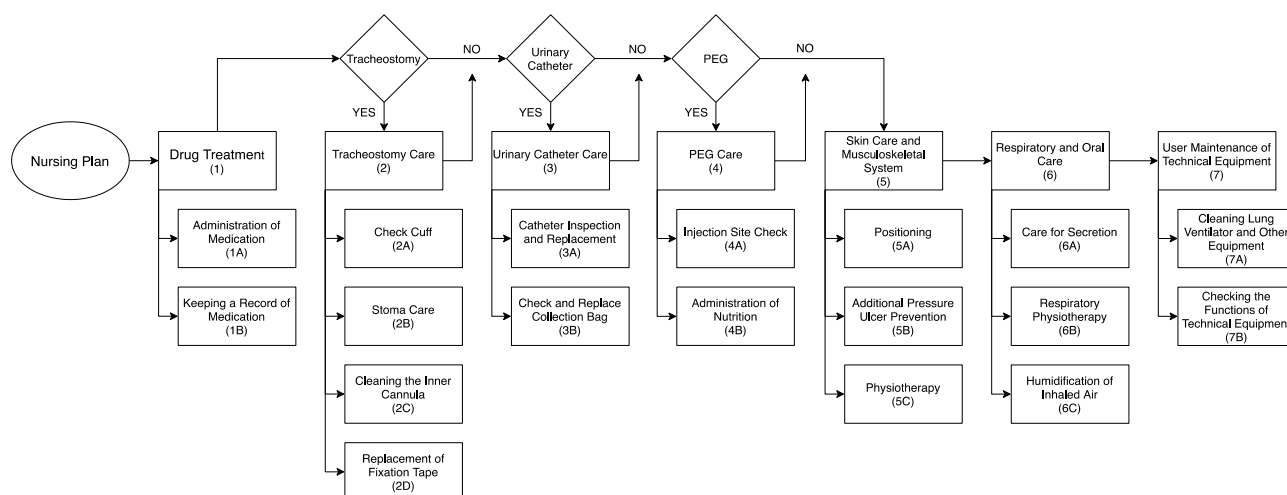 Tracheostomy
NO
Urinary
Catheter
NO
PEG
NO
YES
YES
YES
Nursing Plan
Drug Treatment
(1)
Tracheostomy Care
(2)
Urinary Catheter Care
(3)
PEG Care
(4)
Skin Care and
Musculoskeletal
System
(5)
Respiratory and Oral
Care
(6)
User Maintenance of
Technical Equipment
(7)
Administration of
Medication
(1A)
Keeping a Record of
Medication
(1B)
Check Cuff
(2A)
Stoma Care
(2B)
Cleaning the Inner
Cannula
(2C)
Replacement of
Fixation Tape
(2D)
Catheter Inspection
and Replacement
(3A)
Check and Replace
Collection Bag
(3B)
Injection Site Check
(4A)
Administration of
Nutrition
(4B)
Positioning
(5A)
Additional Pressure
Ulcer Prevention
(5B)
Physiotherapy
(5C)
Care for Secretion
(6A)
Respiratory
Physiotherapy
(6B)
Humidification of
Inhaled Air
(6C)
Cleaning Lung
Ventilator and Other
Equipment
(7A)
Checking the
Functions of
Technical Equipment
(7B)